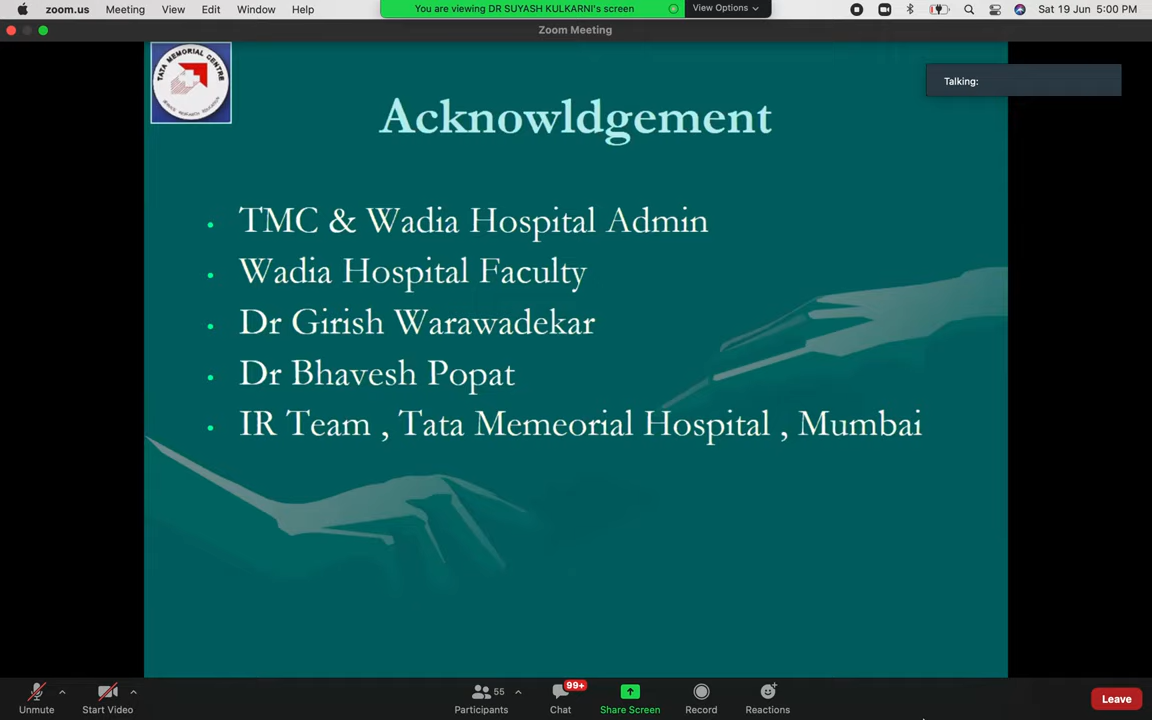 zoom.us Meeting View Edit Window Help
You are viewing DR SUYASH KULKARNI's screen
View Options
Sat 19 Jun 5:00 PM
Zoom Meeting
TATA MEMORIAL CENTRE
Talking:
Acknowldgement
TMC & Wadia Hospital Admin
Wadia Hospital Faculty
Dr Girish Warawadekar
Dr Bhavesh Popat
IR Team , Tata Memeorial Hospital , Mumbai
Unmute
Start Video
55
Participants
99+
Chat
Share Screen
Record
Reactions
Leave